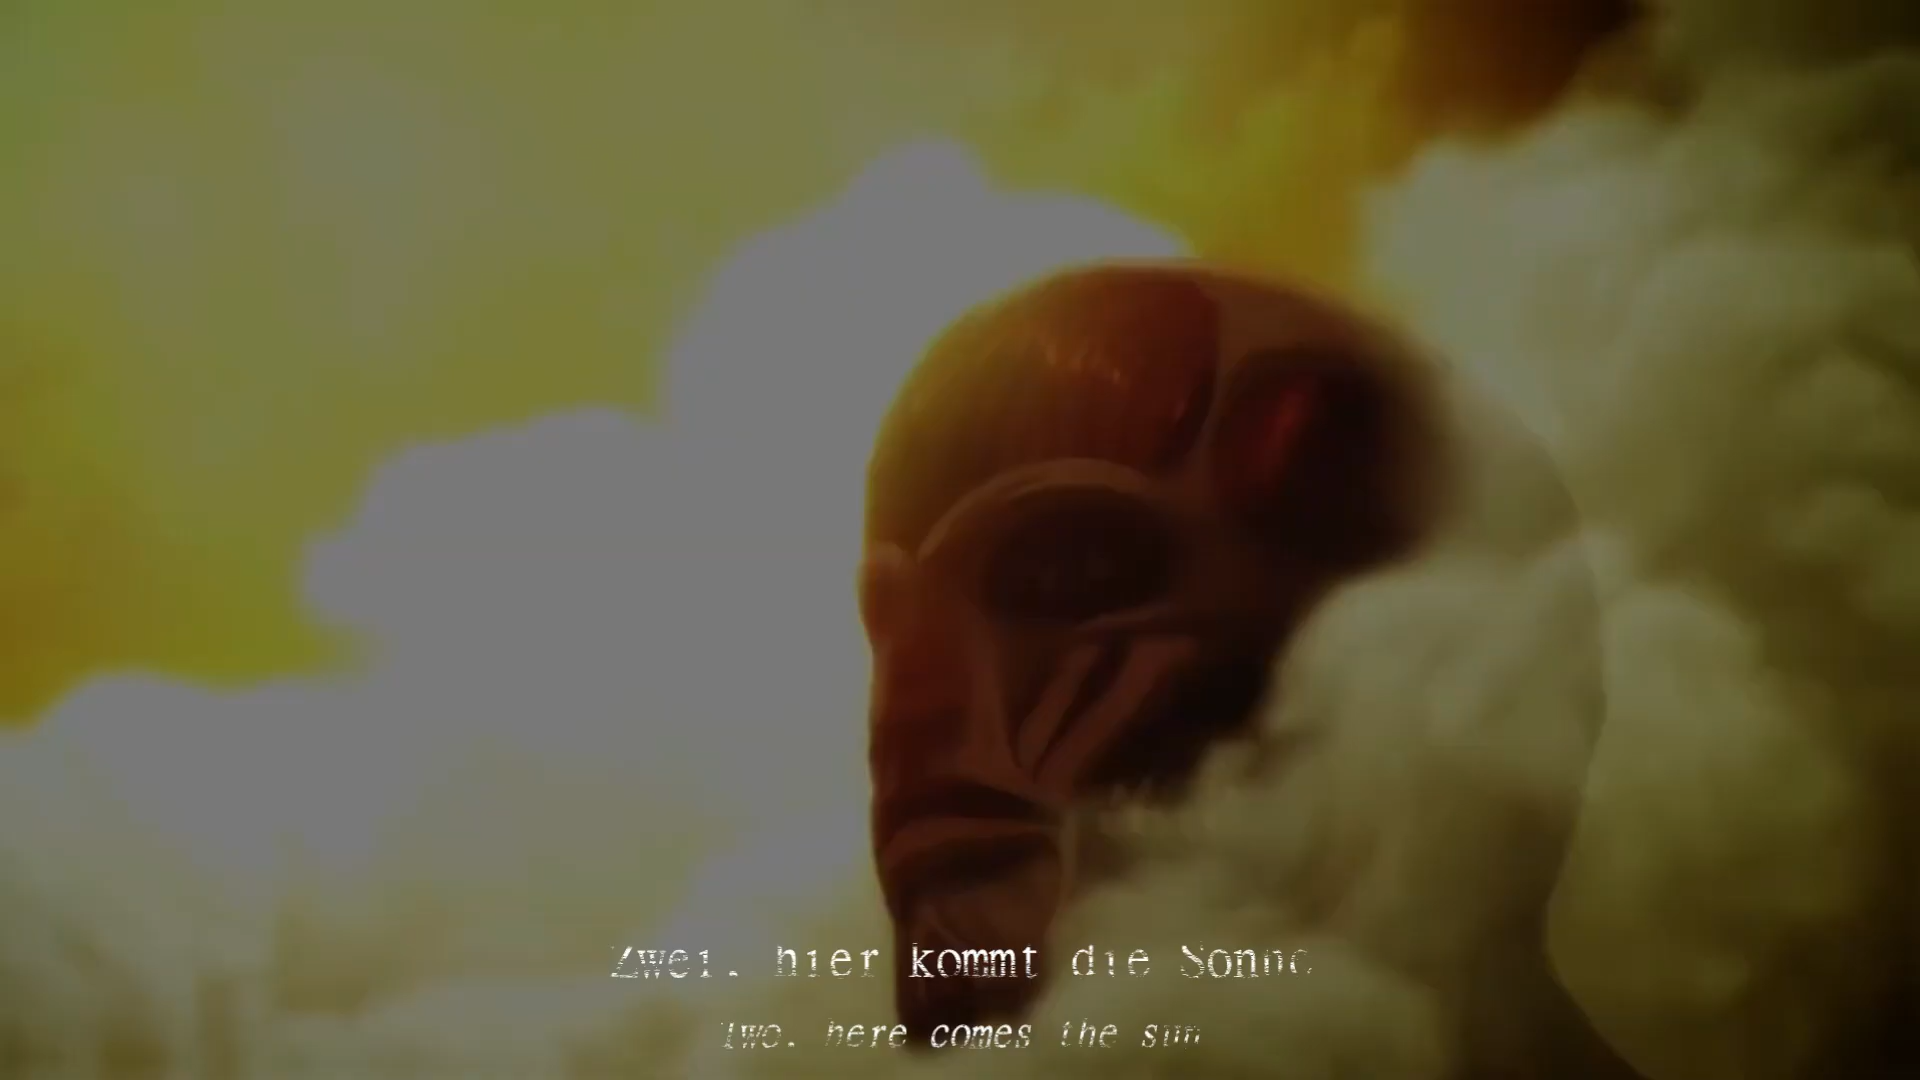 Zwei, hier kommt die Sonne
Two, here comes the sun